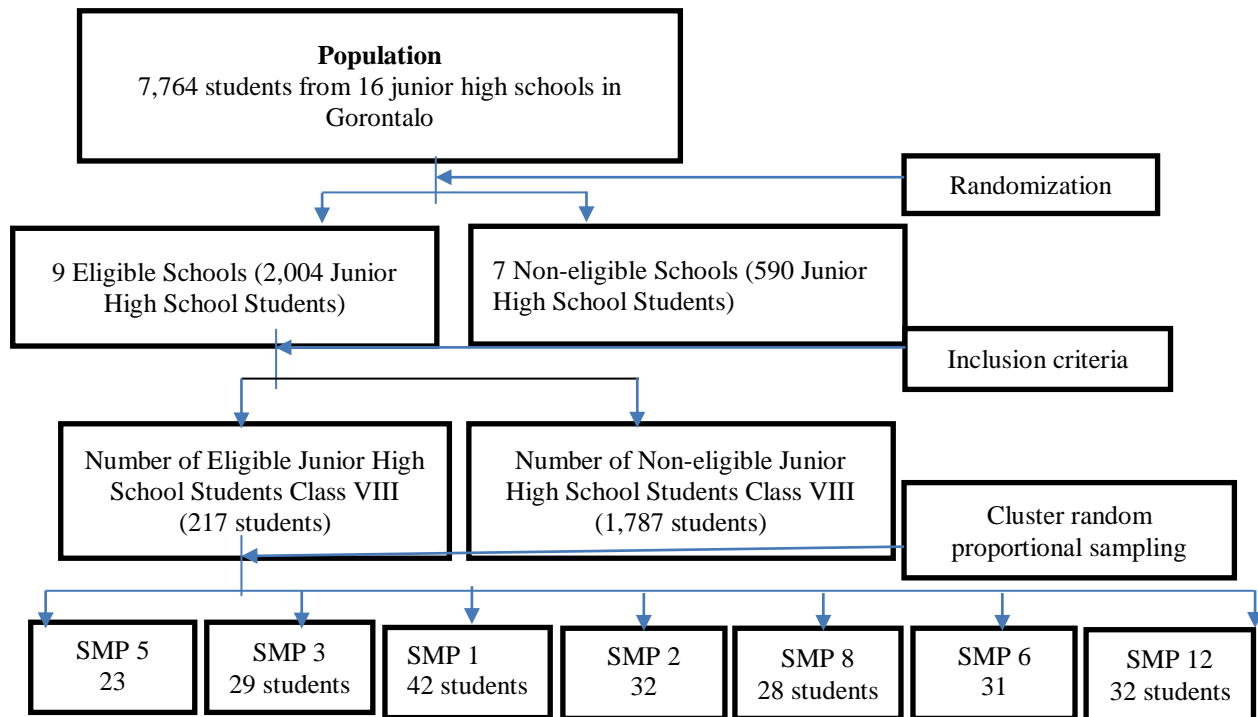 Population
7,764 students from 16 junior high schools in
Gorontalo
Randomization
9 Eligible Schools (2,004 Junior
High School Students)
7 Non-eligible Schools (590 Junior
High School Students)
Inclusion criteria
Number of Eligible Junior High
School Students Class VIII
(217 students)
Number of Non-eligible Junior
High School Students Class VIII
(1,787 students)
Cluster random
proportional sampling
SMP 5
23
SMP 3
29 students
SMP 1
42 students
SMP 2
32
SMP 8
28 students
SMP 6
31
SMP 12
32 students